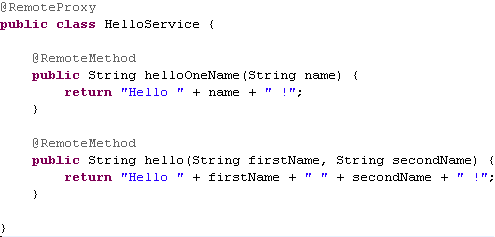 @RemoteProxy
public class HelloService {
@RemoteMethod
public String helloOneName(String name) {
return "Hello " + name + " !";
}
@RemoteMethod
public String hello(String firstName, String secondName) {
return "Hello " + firstName + " " + secondName + " !";
}
}